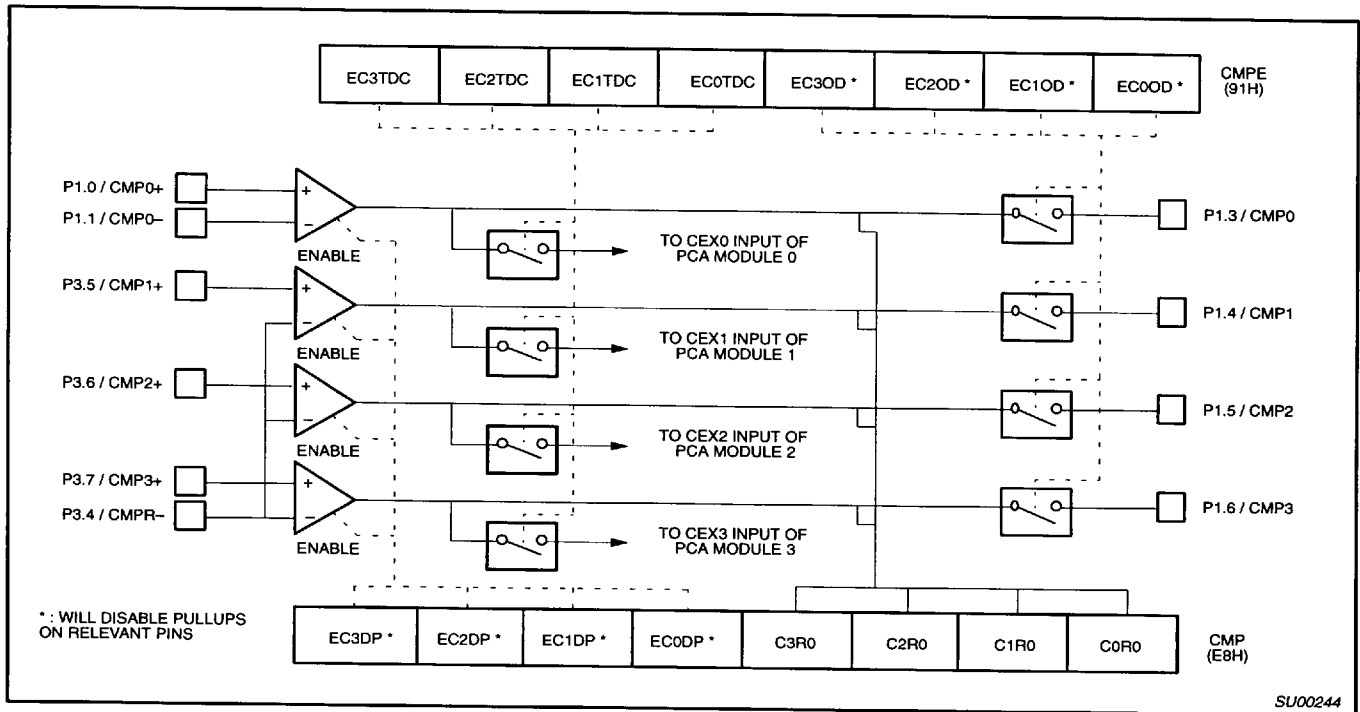 EC3TDC EC2TDC EC1TDC EC0TDC EC3OD * EC2OD * EC1OD * EC0OD *
CMPE
(91H)
P1.0 / CMP0+
P1.1 / CMP0–
+
–
ENABLE
TO CEX0 INPUT OF
PCA MODULE 0
P1.3 / CMP0
P3.5 / CMP1+
+
–
ENABLE
TO CEX1 INPUT OF
PCA MODULE 1
P1.4 / CMP1
P3.6 / CMP2+
+
–
ENABLE
TO CEX2 INPUT OF
PCA MODULE 2
P1.5 / CMP2
P3.7 / CMP3+
P3.4 / CMPR–
+
–
ENABLE
TO CEX3 INPUT OF
PCA MODULE 3
P1.6 / CMP3
* : WILL DISABLE PULLUPS
ON RELEVANT PINS
EC3DP * EC2DP * EC1DP * EC0DP * C3R0 C2R0 C1R0 C0R0
CMP
(E8H)
SU00244